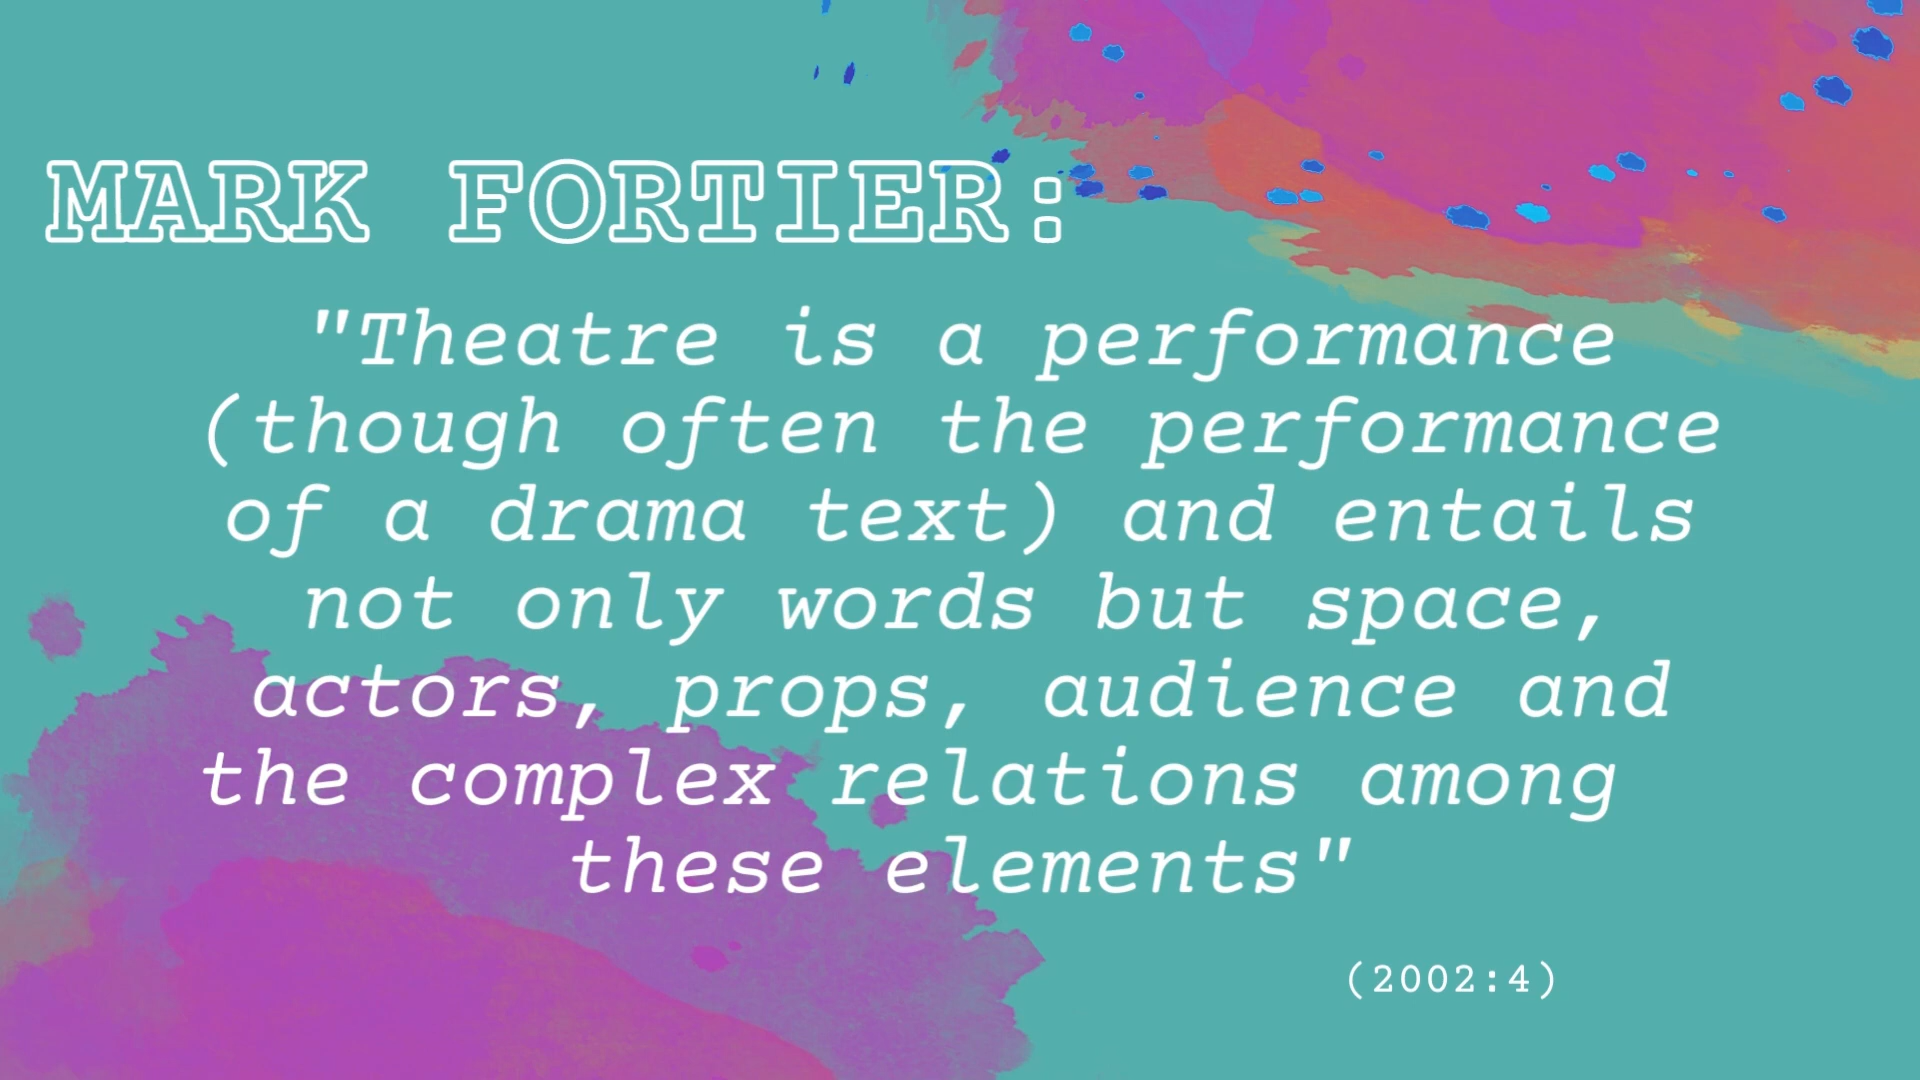 MARK FORTIER:
"Theatre is a performance
(though often the performance
of a drama text) and entails
not only words but space,
actors, props, audience and
the complex relations among
these elements"
(2002:4)